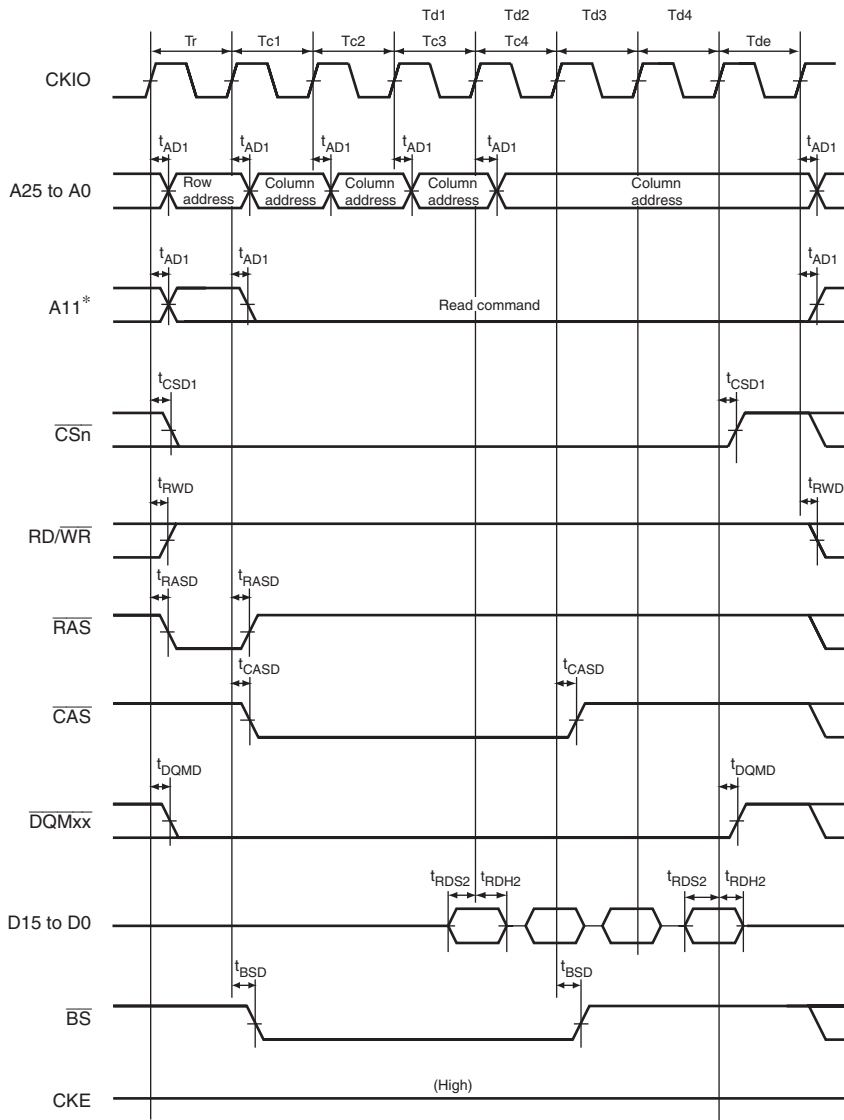 Td1 Td2 Td3 Td4
Tr Tc1 Tc2 Tc3 Tc4 Tde
CKIO
tAD1 tAD1 tAD1 tAD1 tAD1 tAD1
A25 to A0
Row address
Column address
Column address
Column address
Column address
tAD1 tAD1 tAD1
A11*
Read command
tCSD1 tCSD1
CSn
tRWD tRWD
RD/WR
tRASD tRASD
RAS
tCASD tCASD
CAS
tDQMD tDQMD
DQMxx
tRDS2 tRDH2 tRDS2 tRDH2
D15 to D0
tBSD tBSD
BS
(High)
CKE